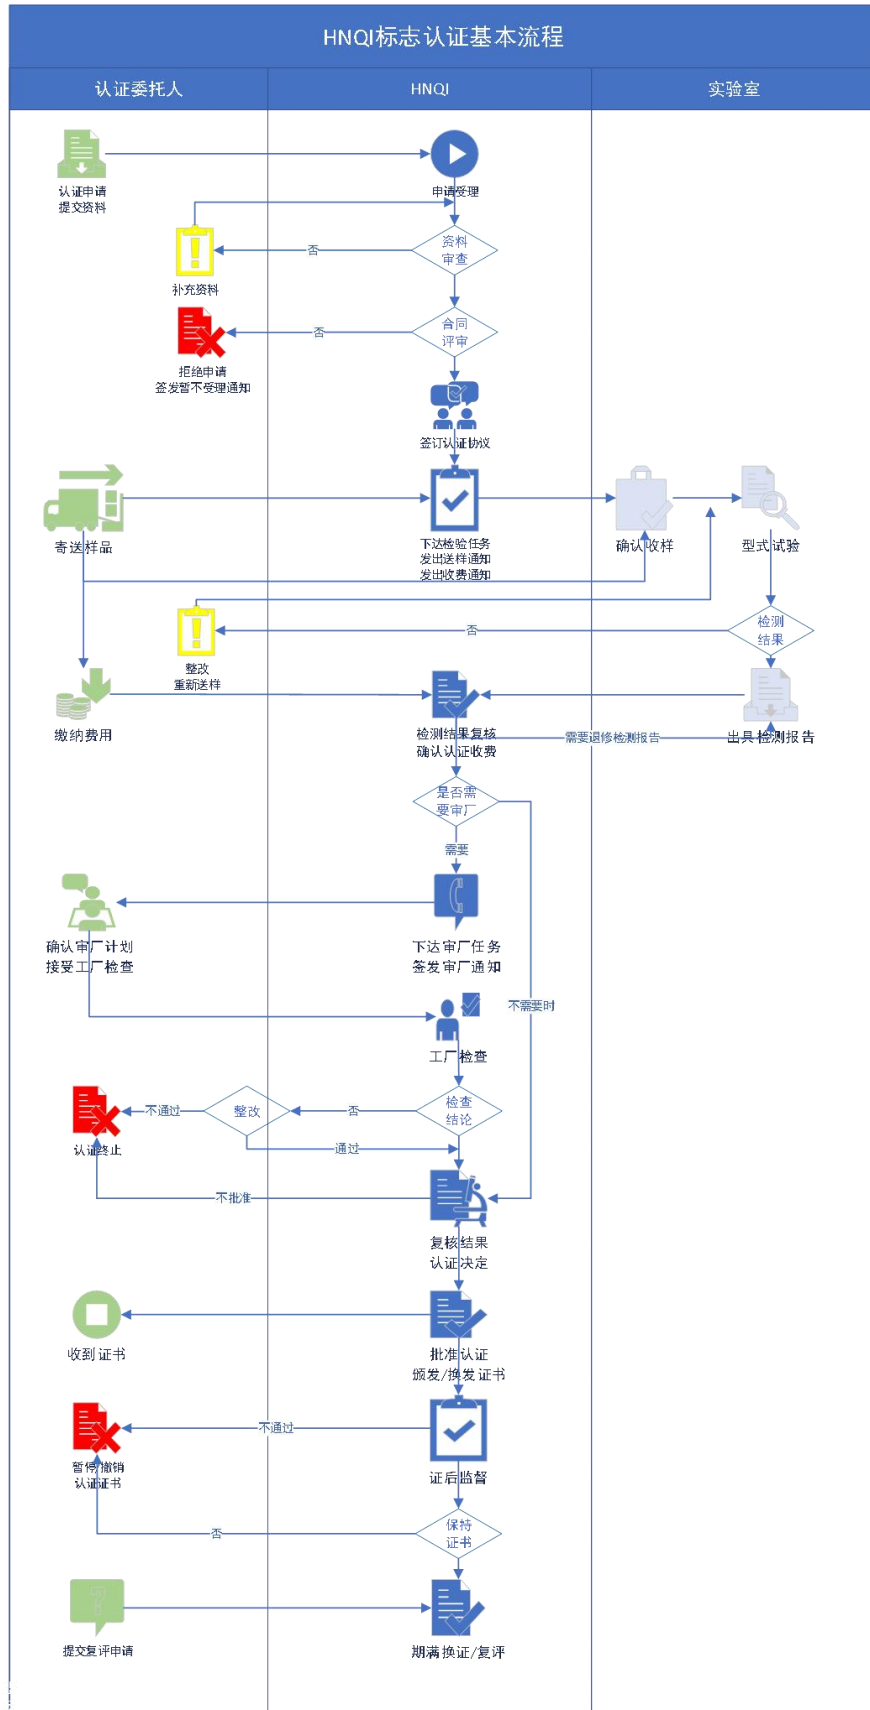 HNQI标志认证基本流程
认证委托人
HNQI
实验室
认证申请
提交资料
申请受理
资料
审查
否
补充资料
合同
评审
否
拒绝申请
签发暂不受理通知
签订认证协议
寄送样品
下达检验任务
发出送样通知
发出收费通知
确认收样
型式试验
检测
结果
否
整改
重新送样
缴纳费用
检测结果复核
确认认证收费
需要退修检测报告
出具检测报告
是否需
要审厂
需要
确认审厂计划
接受工厂检查
下达审厂任务
签发审厂通知
不需要时
工厂检查
检查
结论
否
整改
不通过
认证终止
通过
不批准
复核结果
认证决定
收到证书
批准认证
颁发/换发证书
不通过
暂停/撤销
认证证书
证后监督
保持
证书
否
提交复评申请
期满换证/复评